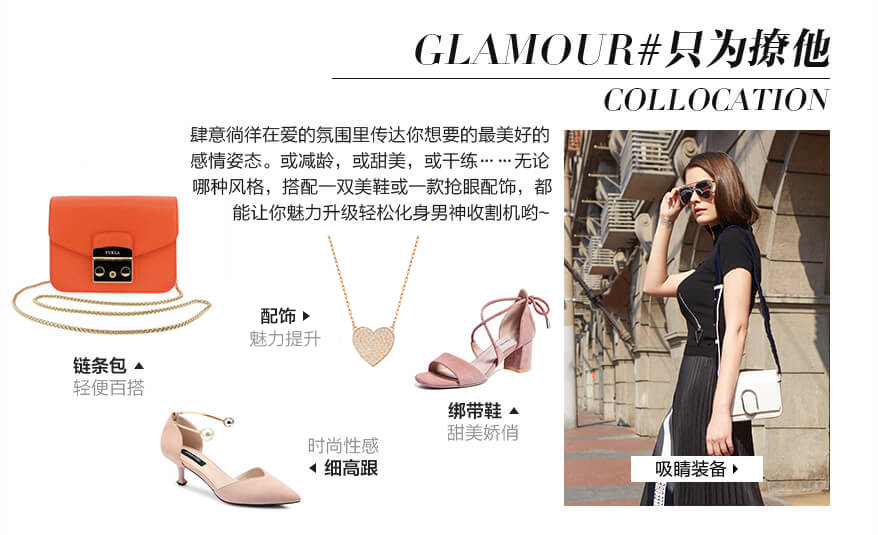 GLAMOUR#只为撩他
COLLOCATION
肆意徜徉在爱的氛围里传达你想要的最美好的
感情姿态。或减龄，或甜美，或干练……无论
哪种风格，搭配一双美鞋或一款抢眼配饰，都
能让你魅力升级轻松化身男神收割机哟~
FURLA
配饰
魅力提升
链条包
轻便百搭
绑带鞋
甜美娇俏
时尚性感
细高跟
吸睛装备